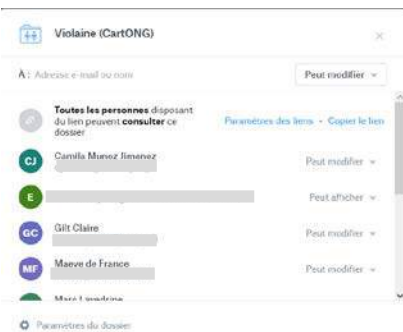 Violaine (CartONG)
×
À : Adresse e-mail ou nom
Peut modifier
Toutes les personnes disposant
du lien peuvent consulter ce
dossier
Paramètres des liens • Copier le lien
CJ
Camila Munoz Jimenez
Peut modifier
E
Peut afficher
GC
Gilt Claire
Peut modifier
MF
Maeve de France
Peut modifier
Paramètres du dossier